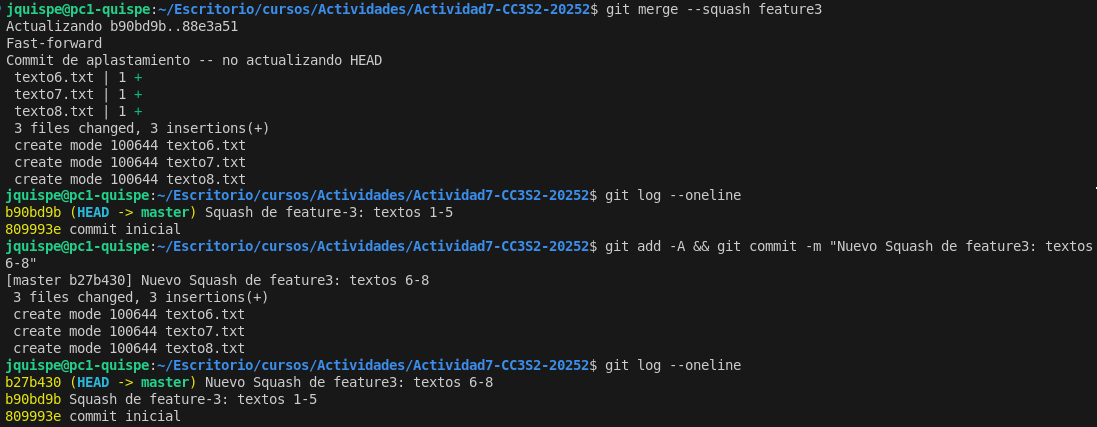 jquispe@pc1-quispe:~/Escritorio/cursos/Actividades/Actividad7-CC3S2-20252$ git merge --squash feature3
Actualizando b90bd9b..88e3a51
Fast-forward
Commit de aplastamiento -- no actualizando HEAD
 texto6.txt | 1 +
 texto7.txt | 1 +
 texto8.txt | 1 +
 3 files changed, 3 insertions(+)
 create mode 100644 texto6.txt
 create mode 100644 texto7.txt
 create mode 100644 texto8.txt
jquispe@pc1-quispe:~/Escritorio/cursos/Actividades/Actividad7-CC3S2-20252$ git log --oneline
b90bd9b (HEAD -> master) Squash de feature-3: textos 1-5
809993e commit inicial
jquispe@pc1-quispe:~/Escritorio/cursos/Actividades/Actividad7-CC3S2-20252$ git add -A && git commit -m "Nuevo Squash de feature3: textos
6-8"
[master b27b430] Nuevo Squash de feature3: textos 6-8
 3 files changed, 3 insertions(+)
 create mode 100644 texto6.txt
 create mode 100644 texto7.txt
 create mode 100644 texto8.txt
jquispe@pc1-quispe:~/Escritorio/cursos/Actividades/Actividad7-CC3S2-20252$ git log --oneline
b27b430 (HEAD -> master) Nuevo Squash de feature3: textos 6-8
b90bd9b Squash de feature-3: textos 1-5
809993e commit inicial